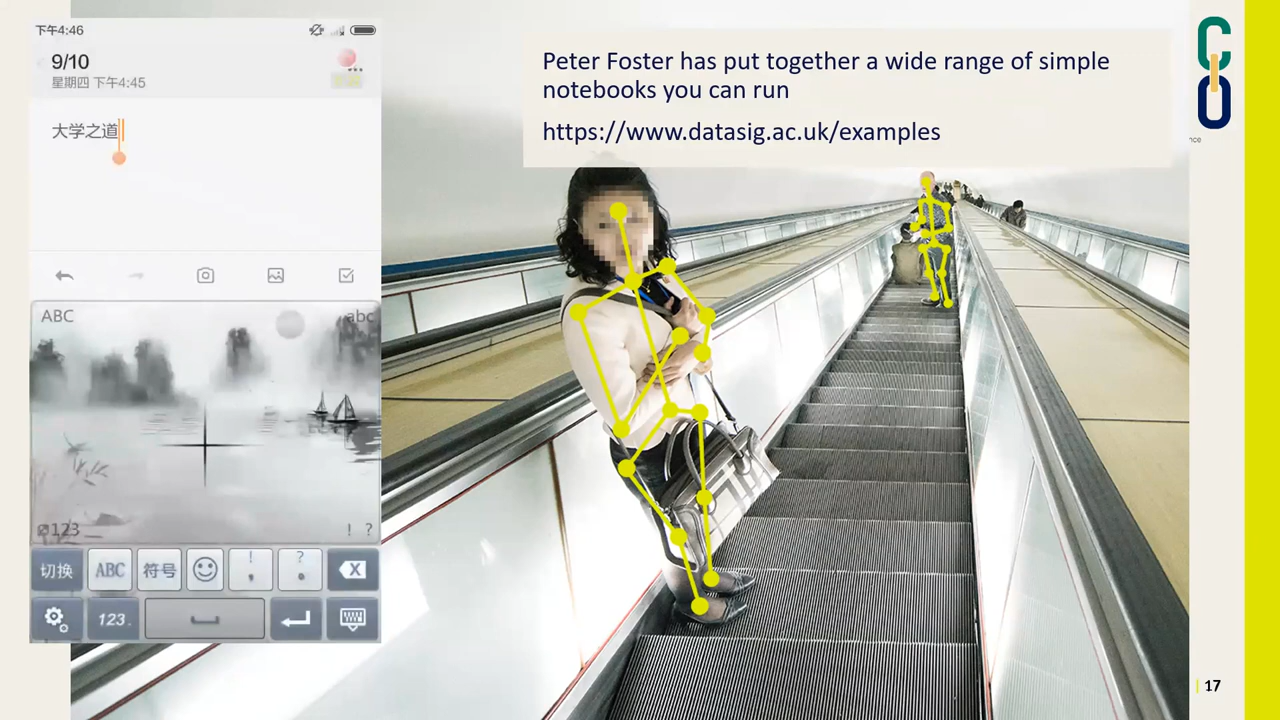 下午4:46
9/10
星期四 下午4:45
大学之道
ABC
abc
123
! ?
切换
ABC
符号
!
,
?
。
123.
Peter Foster has put together a wide range of simple
notebooks you can run
https://www.datasig.ac.uk/examples
nce
17